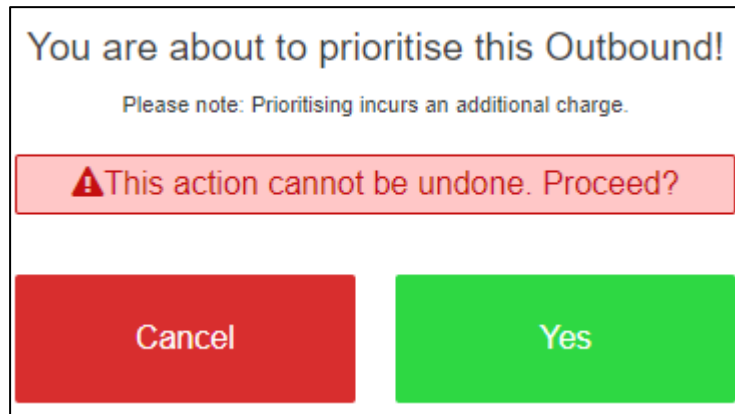 You are about to prioritise this Outbound!
Please note: Prioritising incurs an additional charge.
This action cannot be undone. Proceed?
Cancel
Yes